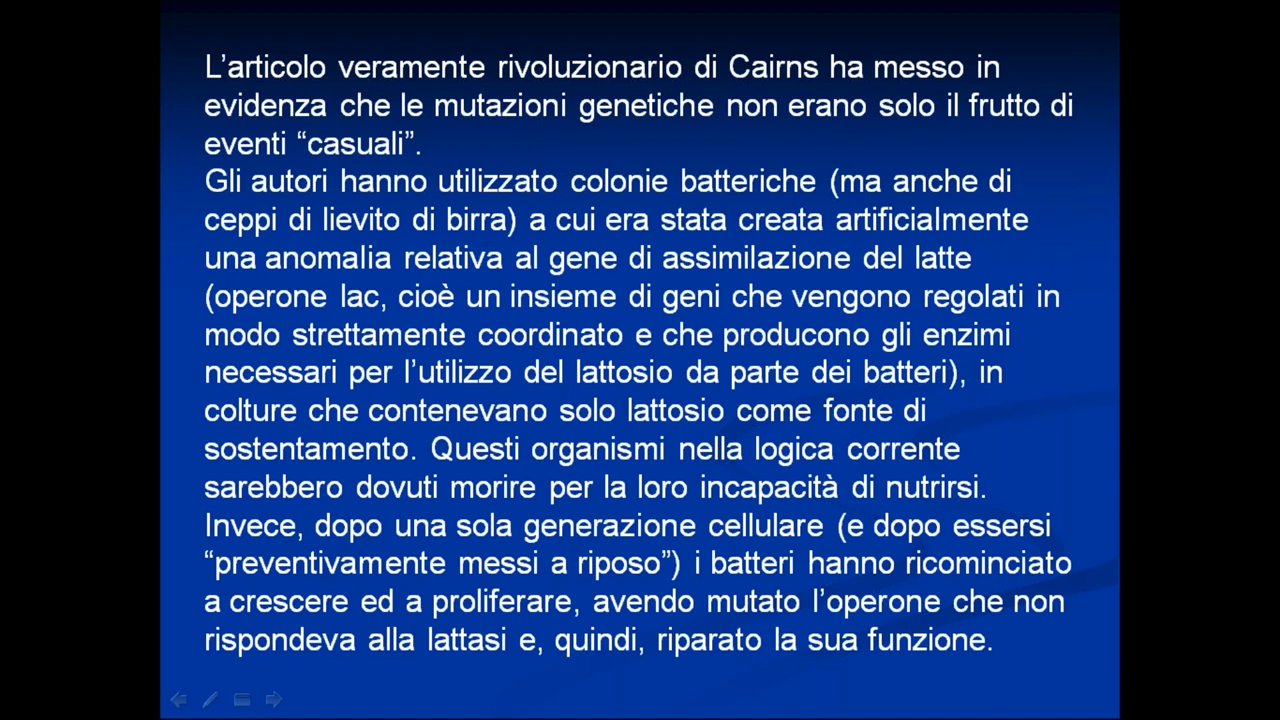 L’articolo veramente rivoluzionario di Cairns ha messo in
evidenza che le mutazioni genetiche non erano solo il frutto di
eventi “casuali”.
Gli autori hanno utilizzato colonie batteriche (ma anche di
ceppi di lievito di birra) a cui era stata creata artificialmente
una anomalia relativa al gene di assimilazione del latte
(operone lac, cioè un insieme di geni che vengono regolati in
modo strettamente coordinato e che producono gli enzimi
necessari per l’utilizzo del lattosio da parte dei batteri), in
colture che contenevano solo lattosio come fonte di
sostentamento. Questi organismi nella logica corrente
sarebbero dovuti morire per la loro incapacità di nutrirsi.
Invece, dopo una sola generazione cellulare (e dopo essersi
“preventivamente messi a riposo”) i batteri hanno ricominciato
a crescere ed a proliferare, avendo mutato l’operone che non
rispondeva alla lattasi e, quindi, riparato la sua funzione.